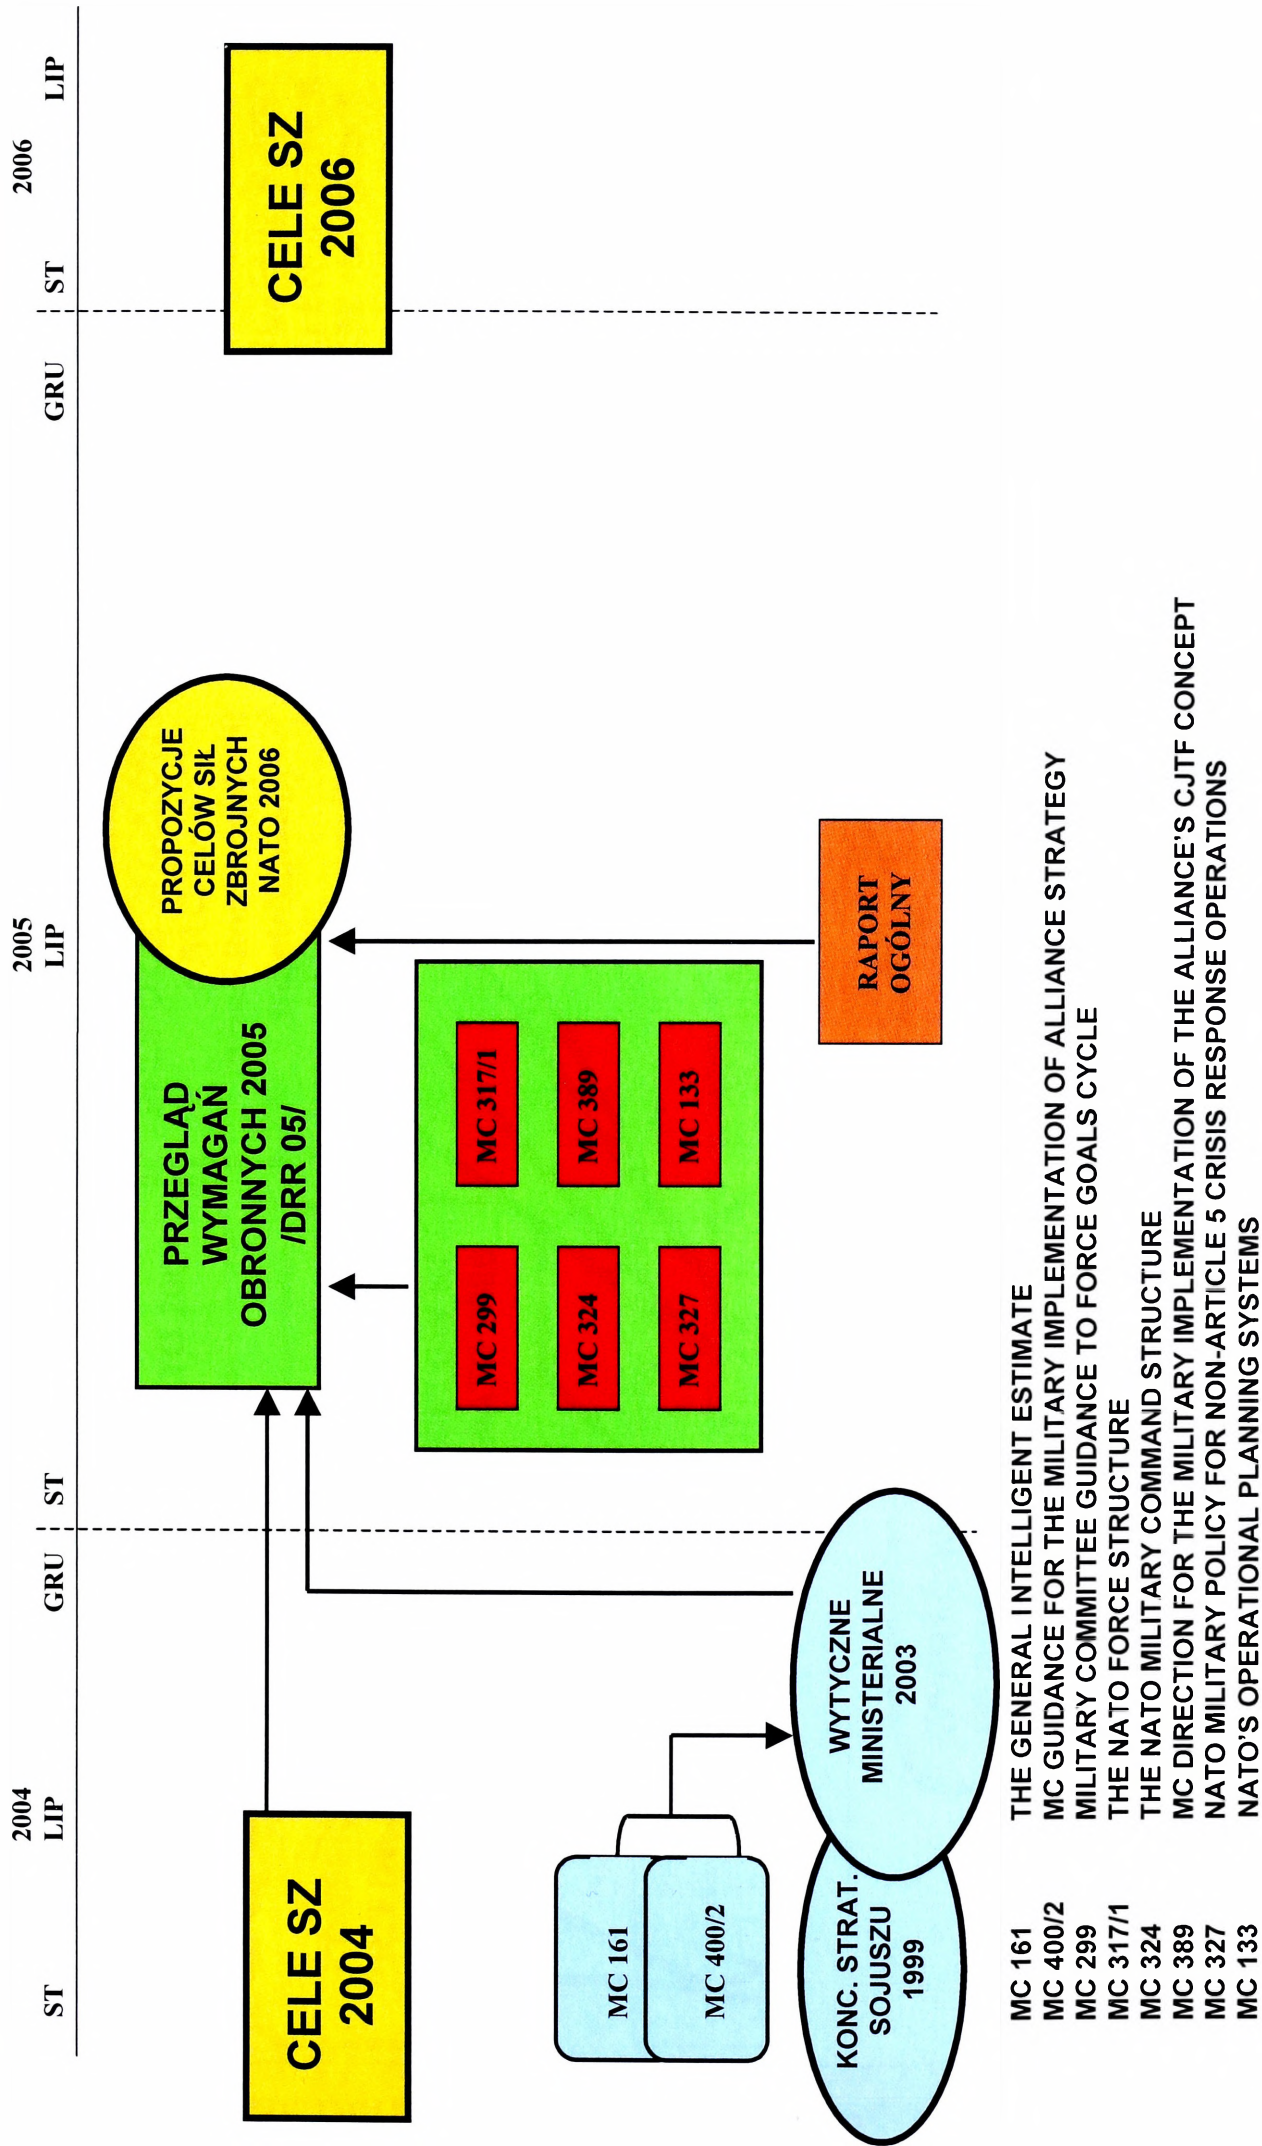 2004 2005 2006
ST LIP GRU ST LIP GRU ST LIP
CELE SZ
2004
PRZEGLĄD
WYMAGAŃ
OBRONNYCH 2005
/DRR 05/
PROPOZYCJE
CELÓW SIŁ
ZBROJNYCH
NATO 2006
CELE SZ
2006
MC 161
MC 400/2
MC 299
MC 317/1
MC 324
MC 389
MC 327
MC 133
KONC. STRAT.
SOJUSZU
1999
WYTYCZNE
MINISTERIALNE
2003
RAPORT
OGÓLNY
MC 161 THE GENERAL INTELLIGENT ESTIMATE
MC 400/2 MC GUIDANCE FOR THE MILITARY IMPLEMENTATION OF ALLIANCE STRATEGY
MC 299 MILITARY COMMITTEE GUIDANCE TO FORCE GOALS CYCLE
MC 317/1 THE NATO FORCE STRUCTURE
MC 324 THE NATO MILITARY COMMAND STRUCTURE
MC 389 MC DIRECTION FOR THE MILITARY IMPLEMENTATION OF THE ALLIANCE'S CJTF CONCEPT
MC 327 NATO MILITARY POLICY FOR NON-ARTICLE 5 CRISIS RESPONSE OPERATIONS
MC 133 NATO'S OPERATIONAL PLANNING SYSTEMS